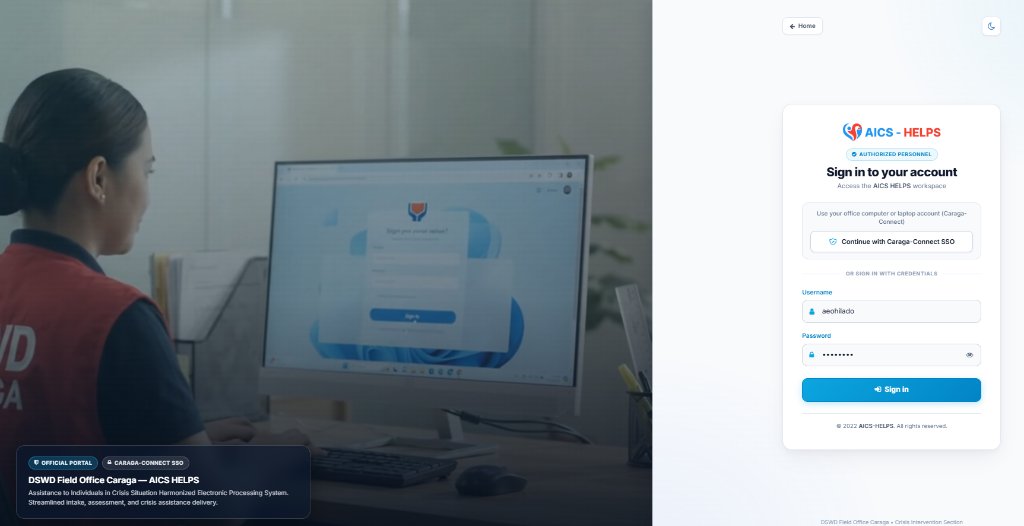 Home
AICS - HELPS
AUTHORIZED PERSONNEL
Sign in to your account
Access the AICS HELPS workspace
Use your office computer or laptop account (Caraga-
Connect)
Continue with Caraga-Connect SSO
OR SIGN IN WITH CREDENTIALS
Username
aeohilado
Password
Sign in
© 2022 AICS-HELPS. All rights reserved.
DSWD Field Office Caraga • Crisis Intervention Section
OFFICIAL PORTAL
CARAGA-CONNECT SSO
DSWD Field Office Caraga — AICS HELPS
Assistance to Individuals in Crisis Situation Harmonized Electronic Processing System.
Streamlined intake, assessment, and crisis assistance delivery.